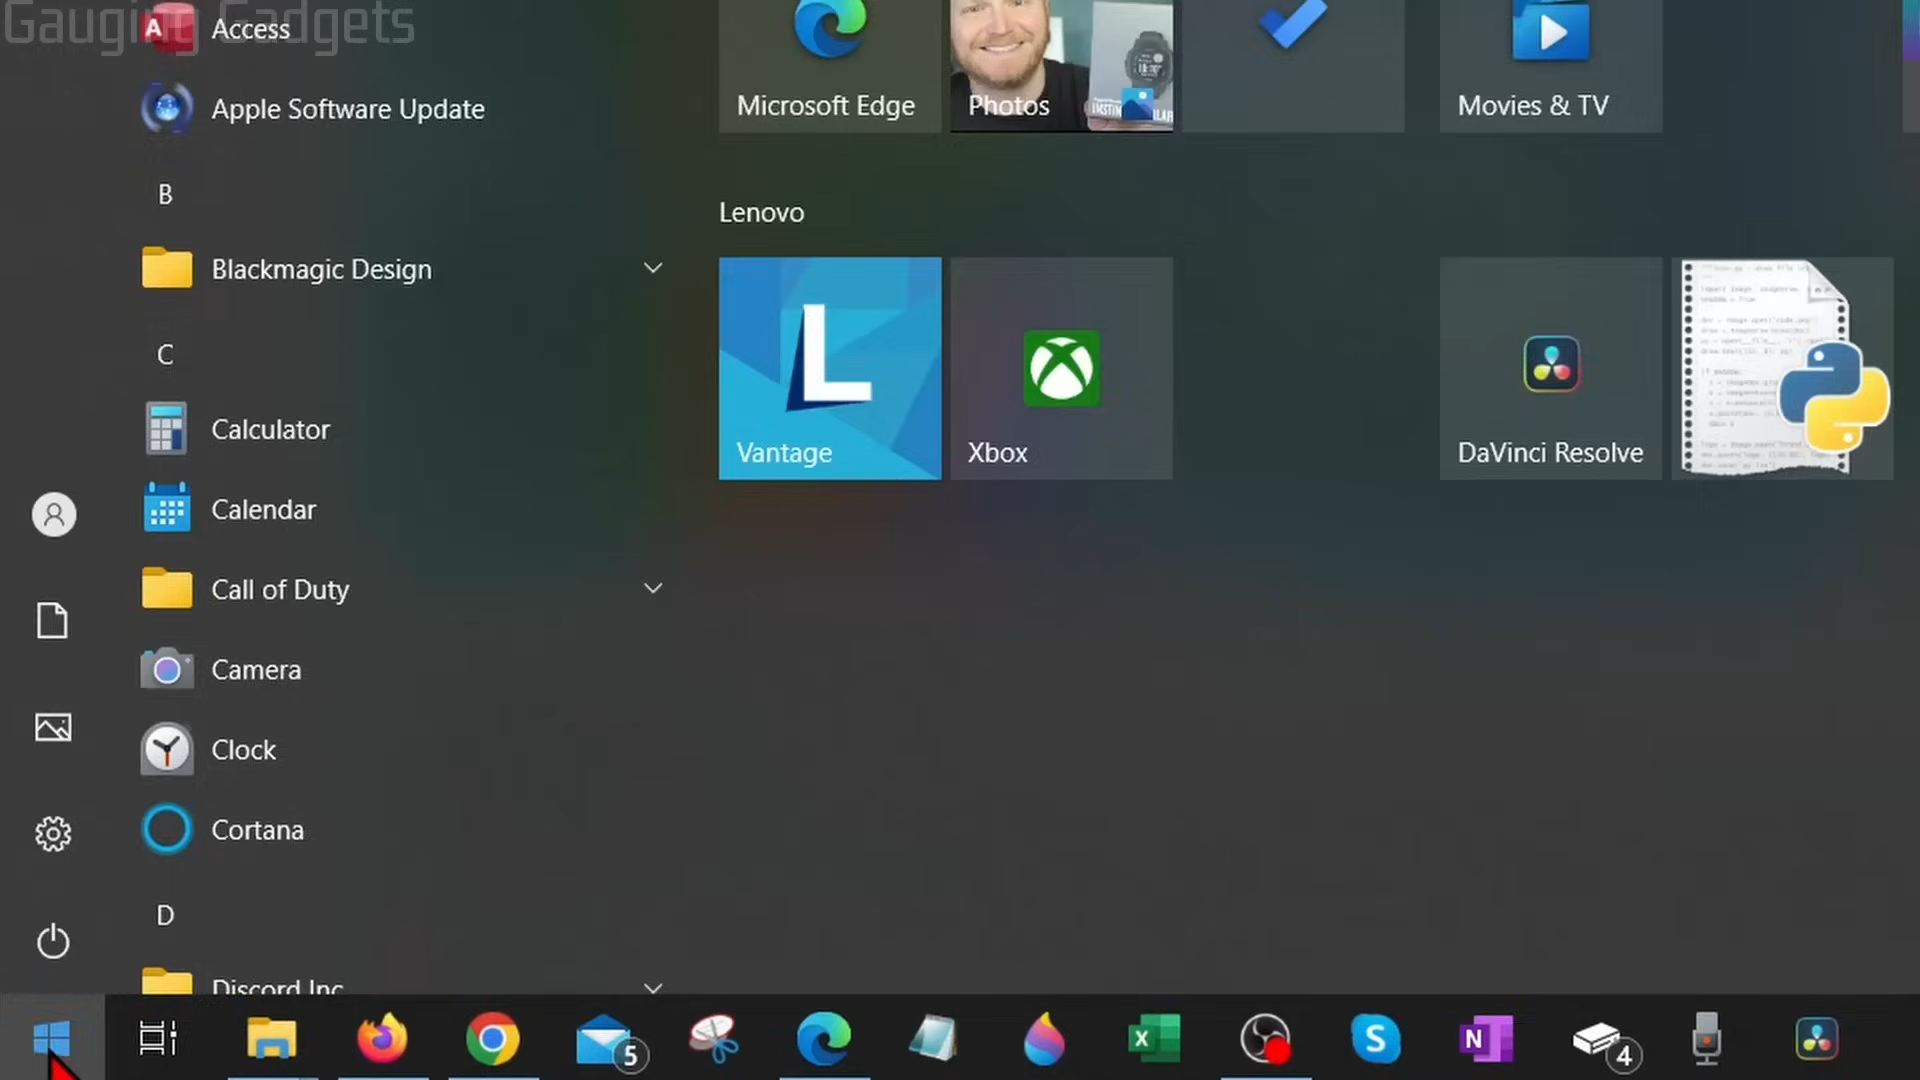 Gauging Gadgets
A Access
Apple Software Update
B
Blackmagic Design
C
Calculator
Calendar
Call of Duty
Camera
Clock
Cortana
D
Discord Inc
Microsoft Edge
Photos
Movies & TV
Lenovo
L
Vantage
Xbox
DaVinci Resolve
5
X
S
N
4